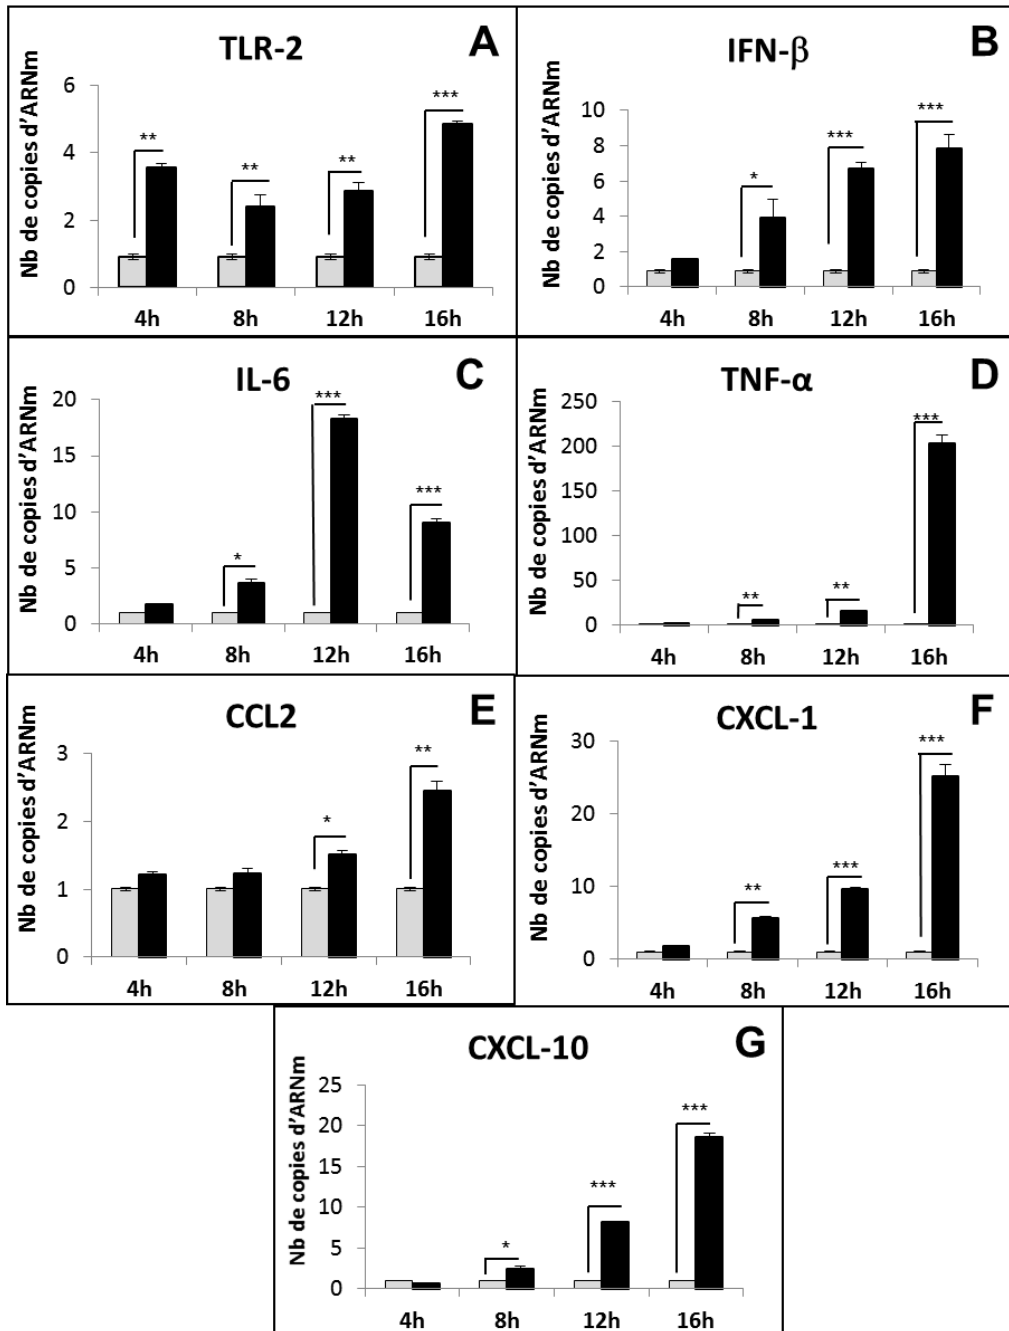 TLR-2 A
Nb de copies d'ARNm
6
4
2
0
** ** ** ***
4h 8h 12h 16h
IFN-β B
Nb de copies d'ARNm
10
8
6
4
2
0
* *** ***
4h 8h 12h 16h
IL-6 C
Nb de copies d'ARNm
20
15
10
5
0
* *** ***
4h 8h 12h 16h
TNF-α D
Nb de copies d'ARNm
250
200
150
100
50
0
** ** ***
4h 8h 12h 16h
CCL2 E
Nb de copies d'ARNm
3
2
1
0
* **
4h 8h 12h 16h
CXCL-1 F
Nb de copies d'ARNm
30
20
10
0
** *** ***
4h 8h 12h 16h
CXCL-10 G
Nb de copies d'ARNm
25
20
15
10
5
0
* *** ***
4h 8h 12h 16h